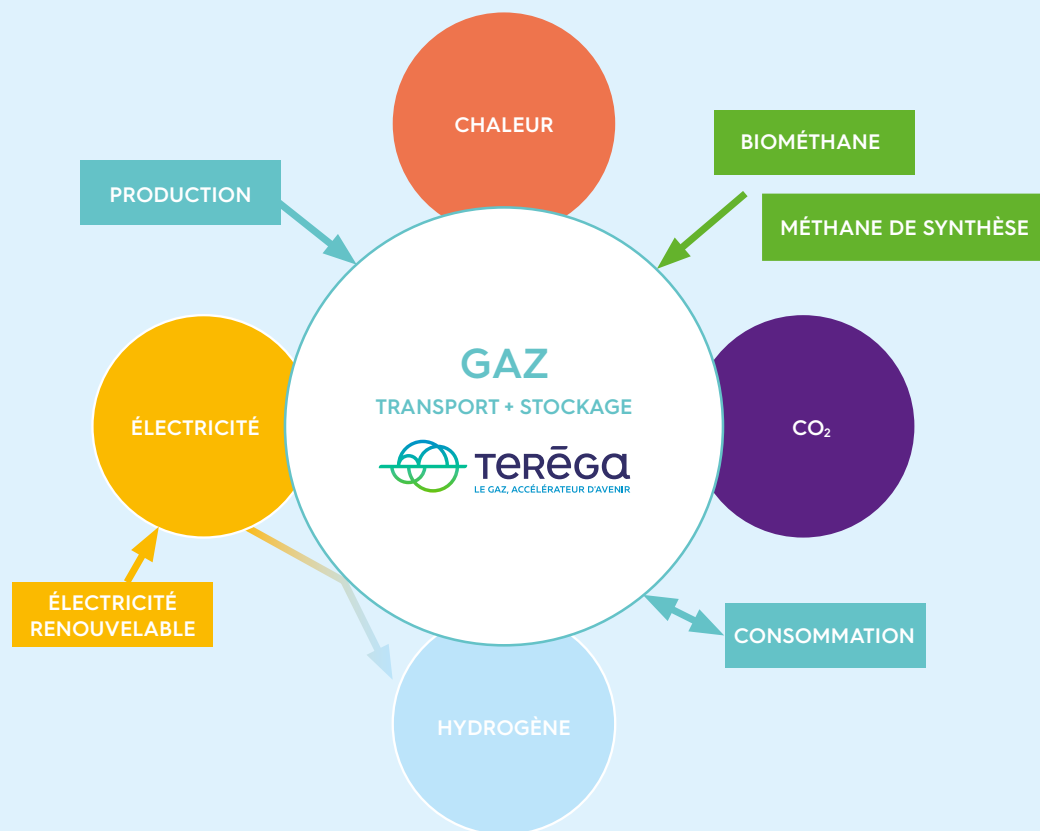 CHALEUR
BIOMÉTHANE
PRODUCTION
MÉTHANE DE SYNTHÈSE
GAZ
TRANSPORT + STOCKAGE
ÉLECTRICITÉ
CO₂
TERĒGA
LE GAZ, ACCÉLÉRATEUR D'AVENIR
ÉLECTRICITÉ
RENOUVELABLE
CONSOMMATION
HYDROGÈNE